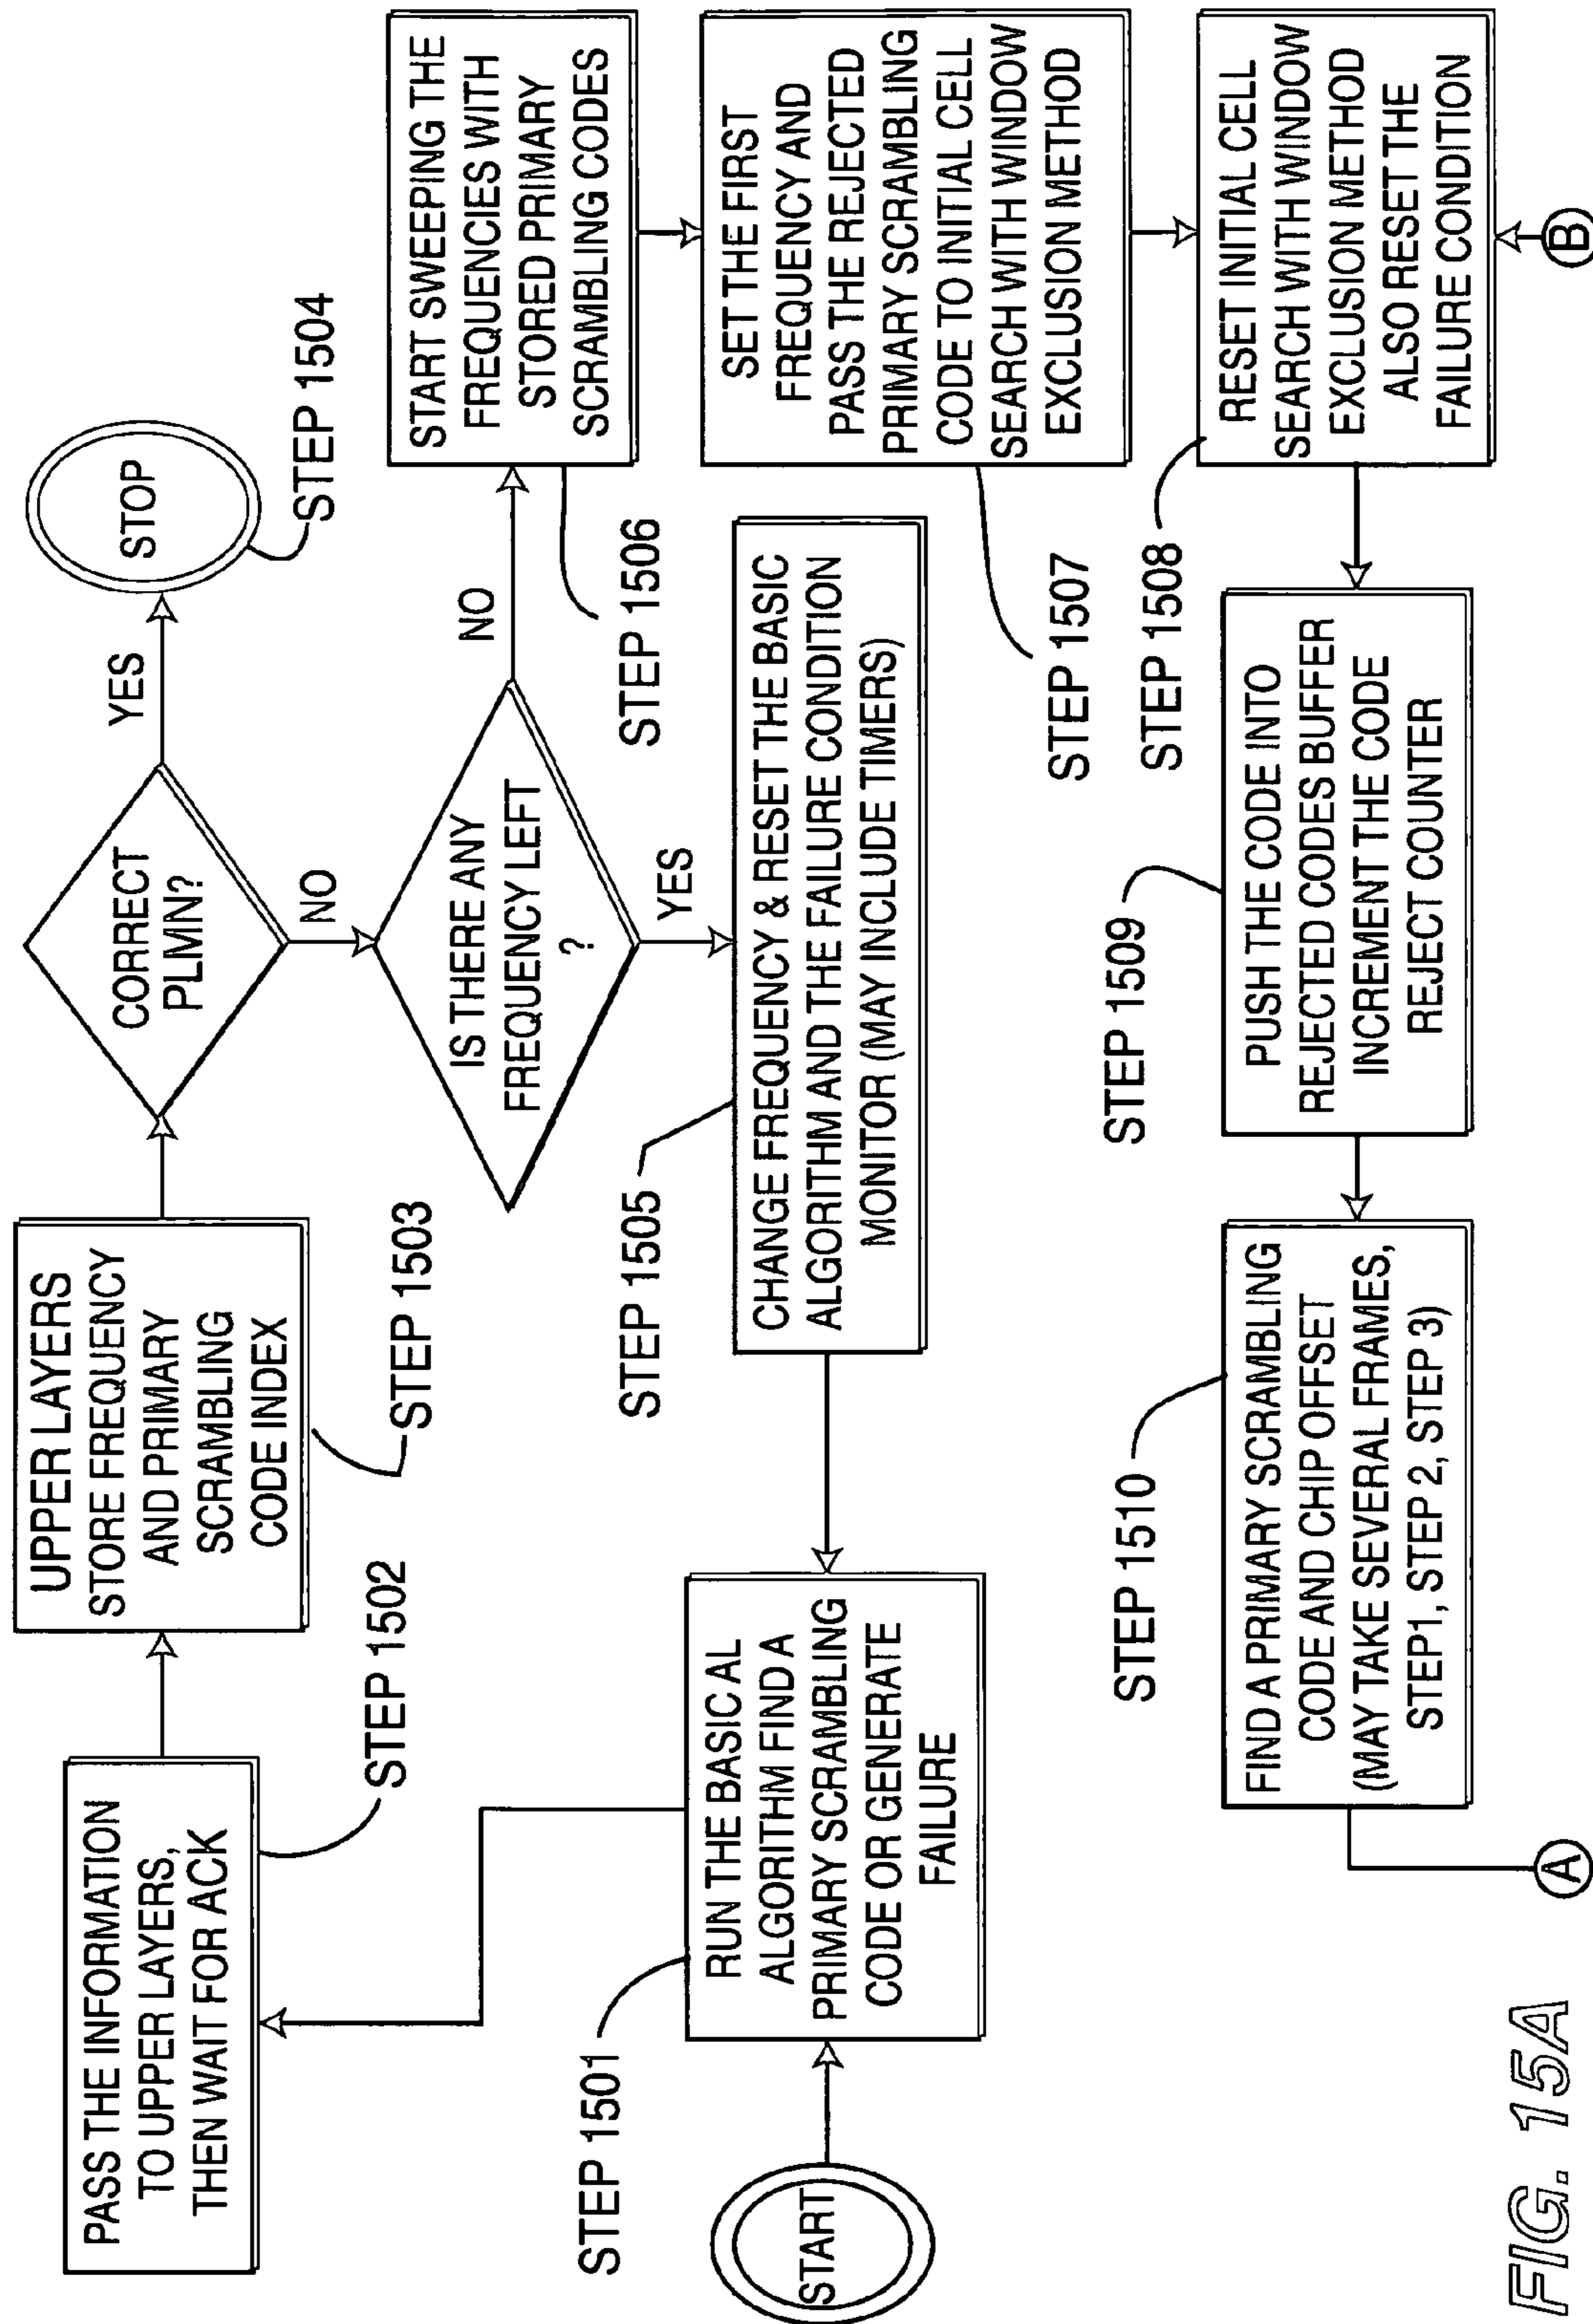 START
STEP 1501
RUN THE BASIC AL
ALGORITHM FIND A
PRIMARY SCRAMBLING
CODE OR GENERATE
FAILURE
PASS THE INFORMATION
TO UPPER LAYERS,
THEN WAIT FOR ACK
STEP 1502
UPPER LAYERS
STORE FREQUENCY
AND PRIMARY
SCRAMBLING
CODE INDEX
STEP 1503
CORRECT
PLIMN?
YES
STOP
STEP 1504
NO
IS THERE ANY
FREQUENCY LEFT
?
YES
NO
STEP 1505
CHANGE FREQUENCY & RESET THE BASIC
ALGORITHM AND THE FAILURE CONDITION
MONITOR (MAY INCLUDE TIMERS)
START SWEEPING THE
FREQUENCIES WITH
STORED PRIMARY
SCRAMBLING CODES
STEP 1506
SET THE FIRST
FREQUENCY AND
PASS THE REJECTED
PRIMARY SCRAMBLING
CODE TO INITIAL CELL
SEARCH WITH WINDOW
EXCLUSION METHOD
STEP 1507
STEP 1508
RESET INITIAL CELL
SEARCH WITH WINDOW
EXCLUSION METHOD
ALSO RESET THE
FAILURE CONDITION
B
STEP 1509
PUSH THE CODE INTO
REJECTED CODES BUFFER
INCREMENT THE CODE
REJECT COUNTER
STEP 1510
FIND A PRIMARY SCRAMBLING
CODE AND CHIP OFFSET
(MAY TAKE SEVERAL FRAMES,
STEP1, STEP 2, STEP 3)
A
FIG. 15A